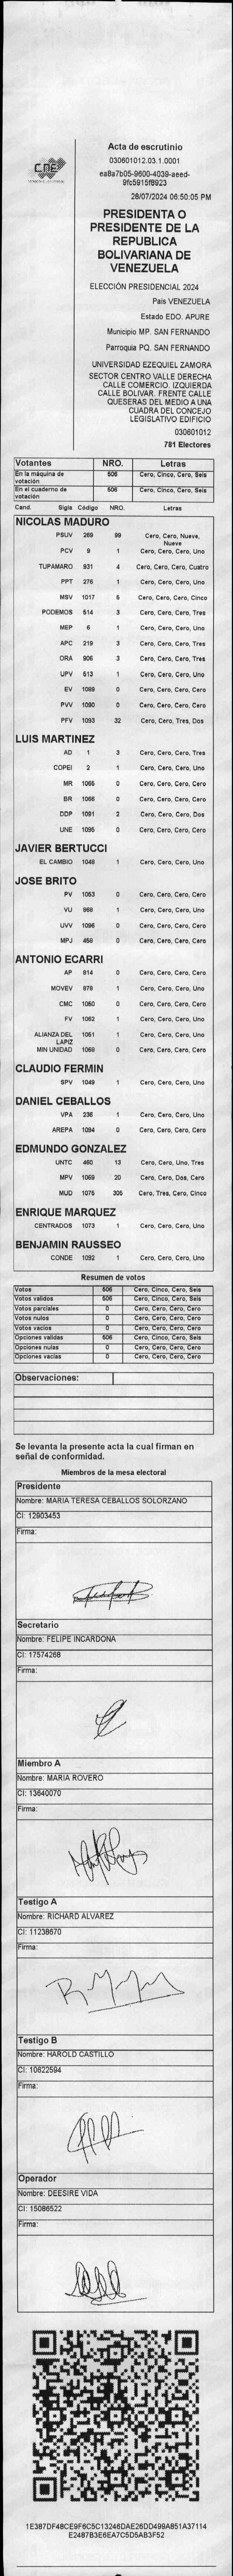 CNE
Acta de escrutinio
030601012.03.1.0001
ea8a7b05-9600-4039-aeed-
9fc5915f8923
28/07/2024 06:50:05 PM
PRESIDENTA O
PRESIDENTE DE LA
REPUBLICA
BOLIVARIANA DE
VENEZUELA
ELECCIÓN PRESIDENCIAL 2024
Pais VENEZUELA
Estado EDO. APURE
Municipio MP. SAN FERNANDO
Parroquia PQ. SAN FERNANDO
UNIVERSIDAD EZEQUIEL ZAMORA
SECTOR CENTRO VALLE DERECHA
CALLE COMERCIO. IZQUIERDA
CALLE BOLIVAR. FRENTE CALLE
QUESERAS DEL MEDIO A UNA
CUADRA DEL CONCEJO
LEGISLATIVO EDIFICIO
030601012
781 Electores
Votantes NRO. Letras
En la máquina de votación 506 Cero, Cinco, Cero, Seis
En el cuaderno de votación 506 Cero, Cinco, Cero, Seis
Cand. Sigla Código NRO. Letras
NICOLAS MADURO
PSUV 269 99 Cero, Cero, Nueve, Nueve
PCV 9 1 Cero, Cero, Cero, Uno
TUPAMARO 931 4 Cero, Cero, Cero, Cuatro
PPT 276 1 Cero, Cero, Cero, Uno
MSV 1017 5 Cero, Cero, Cero, Cinco
PODEMOS 514 3 Cero, Cero, Cero, Tres
MEP 6 1 Cero, Cero, Cero, Uno
APC 219 3 Cero, Cero, Cero, Tres
ORA 906 3 Cero, Cero, Cero, Tres
UPV 513 1 Cero, Cero, Cero, Uno
EV 1089 0 Cero, Cero, Cero, Cero
PVV 1090 0 Cero, Cero, Cero, Cero
PFV 1093 32 Cero, Cero, Tres, Dos
LUIS MARTINEZ
AD 1 3 Cero, Cero, Cero, Tres
COPEI 2 1 Cero, Cero, Cero, Uno
MR 1065 0 Cero, Cero, Cero, Cero
BR 1066 0 Cero, Cero, Cero, Cero
DDP 1091 2 Cero, Cero, Cero, Dos
UNE 1095 0 Cero, Cero, Cero, Cero
JAVIER BERTUCCI
EL CAMBIO 1048 1 Cero, Cero, Cero, Uno
JOSE BRITO
PV 1053 0 Cero, Cero, Cero, Cero
VU 868 1 Cero, Cero, Cero, Uno
UVV 1096 0 Cero, Cero, Cero, Cero
MPJ 458 0 Cero, Cero, Cero, Cero
ANTONIO ECARRI
AP 814 0 Cero, Cero, Cero, Cero
MOVEV 978 1 Cero, Cero, Cero, Uno
CMC 1050 0 Cero, Cero, Cero, Cero
FV 1062 1 Cero, Cero, Cero, Uno
ALIANZA DEL LAPIZ 1051 1 Cero, Cero, Cero, Uno
MIN UNIDAD 1069 0 Cero, Cero, Cero, Cero
CLAUDIO FERMIN
SPV 1049 1 Cero, Cero, Cero, Uno
DANIEL CEBALLOS
VPA 236 1 Cero, Cero, Cero, Uno
AREPA 1094 0 Cero, Cero, Cero, Cero
EDMUNDO GONZALEZ
UNTC 460 13 Cero, Cero, Uno, Tres
MPV 1069 20 Cero, Cero, Dos, Cero
MUD 1075 305 Cero, Tres, Cero, Cinco
ENRIQUE MARQUEZ
CENTRADOS 1073 1 Cero, Cero, Cero, Uno
BENJAMIN RAUSSEO
CONDE 1092 1 Cero, Cero, Cero, Uno
Resumen de votos
Votos 506 Cero, Cinco, Cero, Seis
Votos validos 506 Cero, Cinco, Cero, Seis
Votos parciales 0 Cero, Cero, Cero, Cero
Votos nulos 0 Cero, Cero, Cero, Cero
Votos vacios 0 Cero, Cero, Cero, Cero
Opciones validas 506 Cero, Cinco, Cero, Seis
Opciones nulas 0 Cero, Cero, Cero, Cero
Opciones vacias 0 Cero, Cero, Cero, Cero
Observaciones:
Se levanta la presente acta la cual firman en
señal de conformidad.
Miembros de la mesa electoral
Presidente
Nombre: MARIA TERESA CEBALLOS SOLORZANO
CI: 12903453
Firma:
Secretario
Nombre: FELIPE INCARDONA
CI: 17574268
Firma:
Miembro A
Nombre: MARIA ROVERO
CI: 13640070
Firma:
Testigo A
Nombre: RICHARD ALVAREZ
CI: 11238670
Firma:
Testigo B
Nombre: HAROLD CASTILLO
CI: 10622594
Firma:
Operador
Nombre: DEESIRE VIDA
CI: 15086522
Firma:
1E387DF48CE9F6C5C13246DAE26DD499A851A37114
E2487B3E6EA7C5D5AB3F52